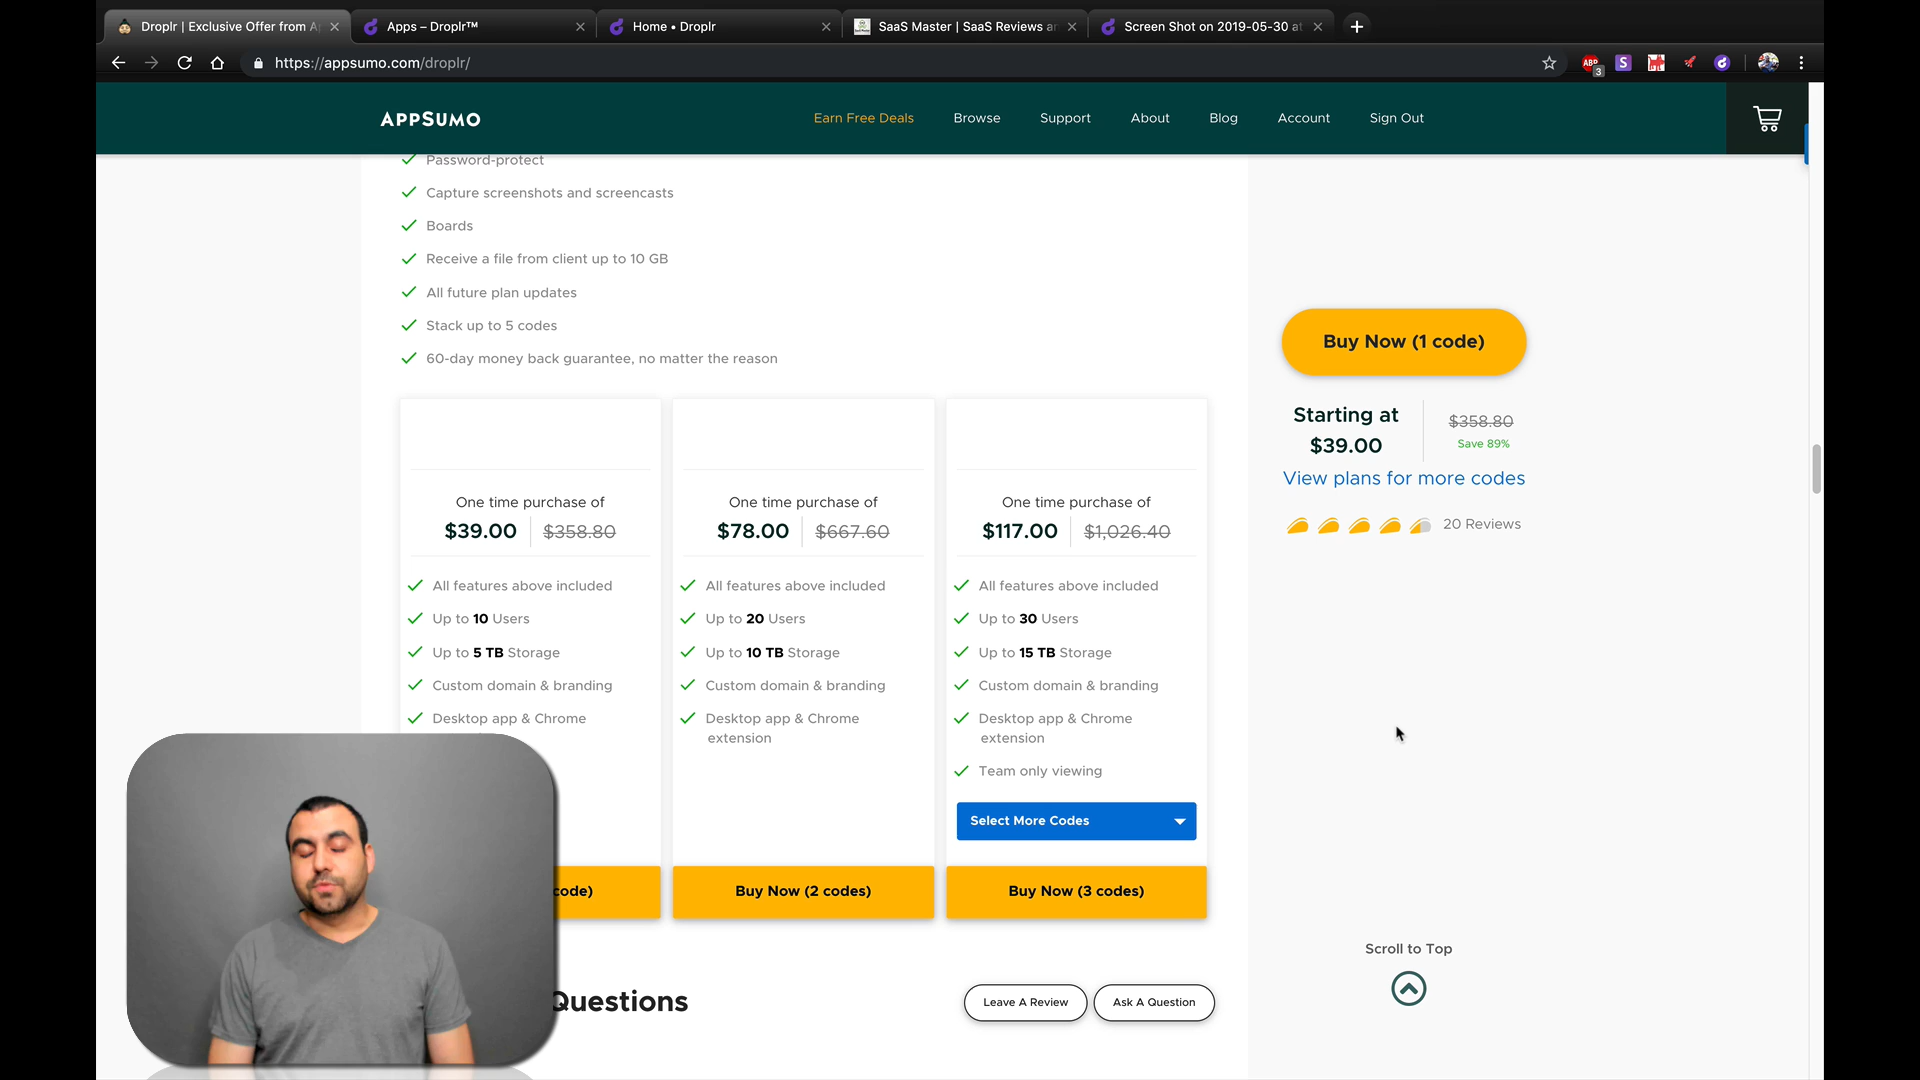 Droplr | Exclusive Offer from A
Apps – Droplr™
Home • Droplr
SaaS Master | SaaS Reviews an
Screen Shot on 2019-05-30 at
https://appsumo.com/droplr/
ABP
3
S
APPSUMO
Earn Free Deals
Browse
Support
About
Blog
Account
Sign Out
Password-protect
Capture screenshots and screencasts
Boards
Receive a file from client up to 10 GB
All future plan updates
Stack up to 5 codes
60-day money back guarantee, no matter the reason
One time purchase of
$39.00 $358.80
All features above included
Up to 10 Users
Up to 5 TB Storage
Custom domain & branding
Desktop app & Chrome
code)
One time purchase of
$78.00 $667.60
All features above included
Up to 20 Users
Up to 10 TB Storage
Custom domain & branding
Desktop app & Chrome
extension
Buy Now (2 codes)
One time purchase of
$117.00 $1,026.40
All features above included
Up to 30 Users
Up to 15 TB Storage
Custom domain & branding
Desktop app & Chrome
extension
Team only viewing
Select More Codes
Buy Now (3 codes)
Buy Now (1 code)
Starting at
$39.00
$358.80
Save 89%
View plans for more codes
20 Reviews
Scroll to Top
Questions
Leave A Review
Ask A Question